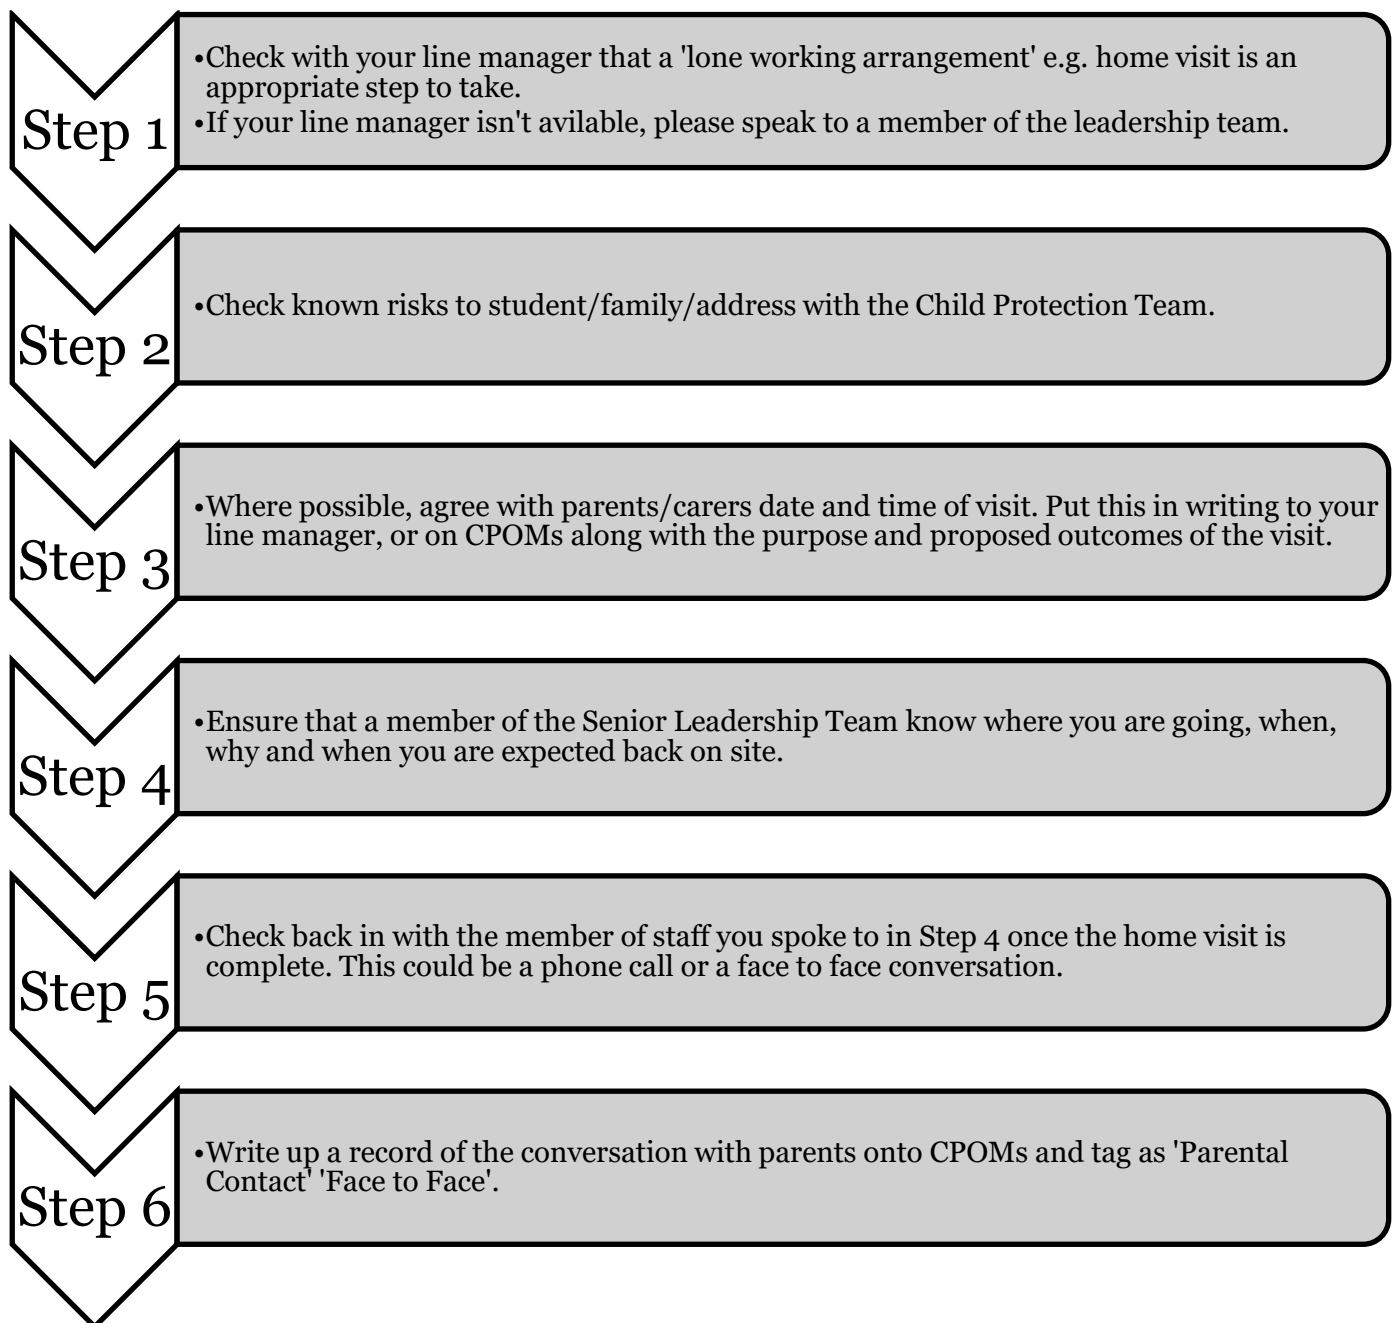 Step 1
•Check with your line manager that a 'lone working arrangement' e.g. home visit is an
appropriate step to take.
•If your line manager isn't avilable, please speak to a member of the leadership team.
Step 2
•Check known risks to student/family/address with the Child Protection Team.
Step 3
•Where possible, agree with parents/carers date and time of visit. Put this in writing to your
line manager, or on CPOMs along with the purpose and proposed outcomes of the visit.
Step 4
•Ensure that a member of the Senior Leadership Team know where you are going, when,
why and when you are expected back on site.
Step 5
•Check back in with the member of staff you spoke to in Step 4 once the home visit is
complete. This could be a phone call or a face to face conversation.
Step 6
•Write up a record of the conversation with parents onto CPOMs and tag as 'Parental
Contact' 'Face to Face'.